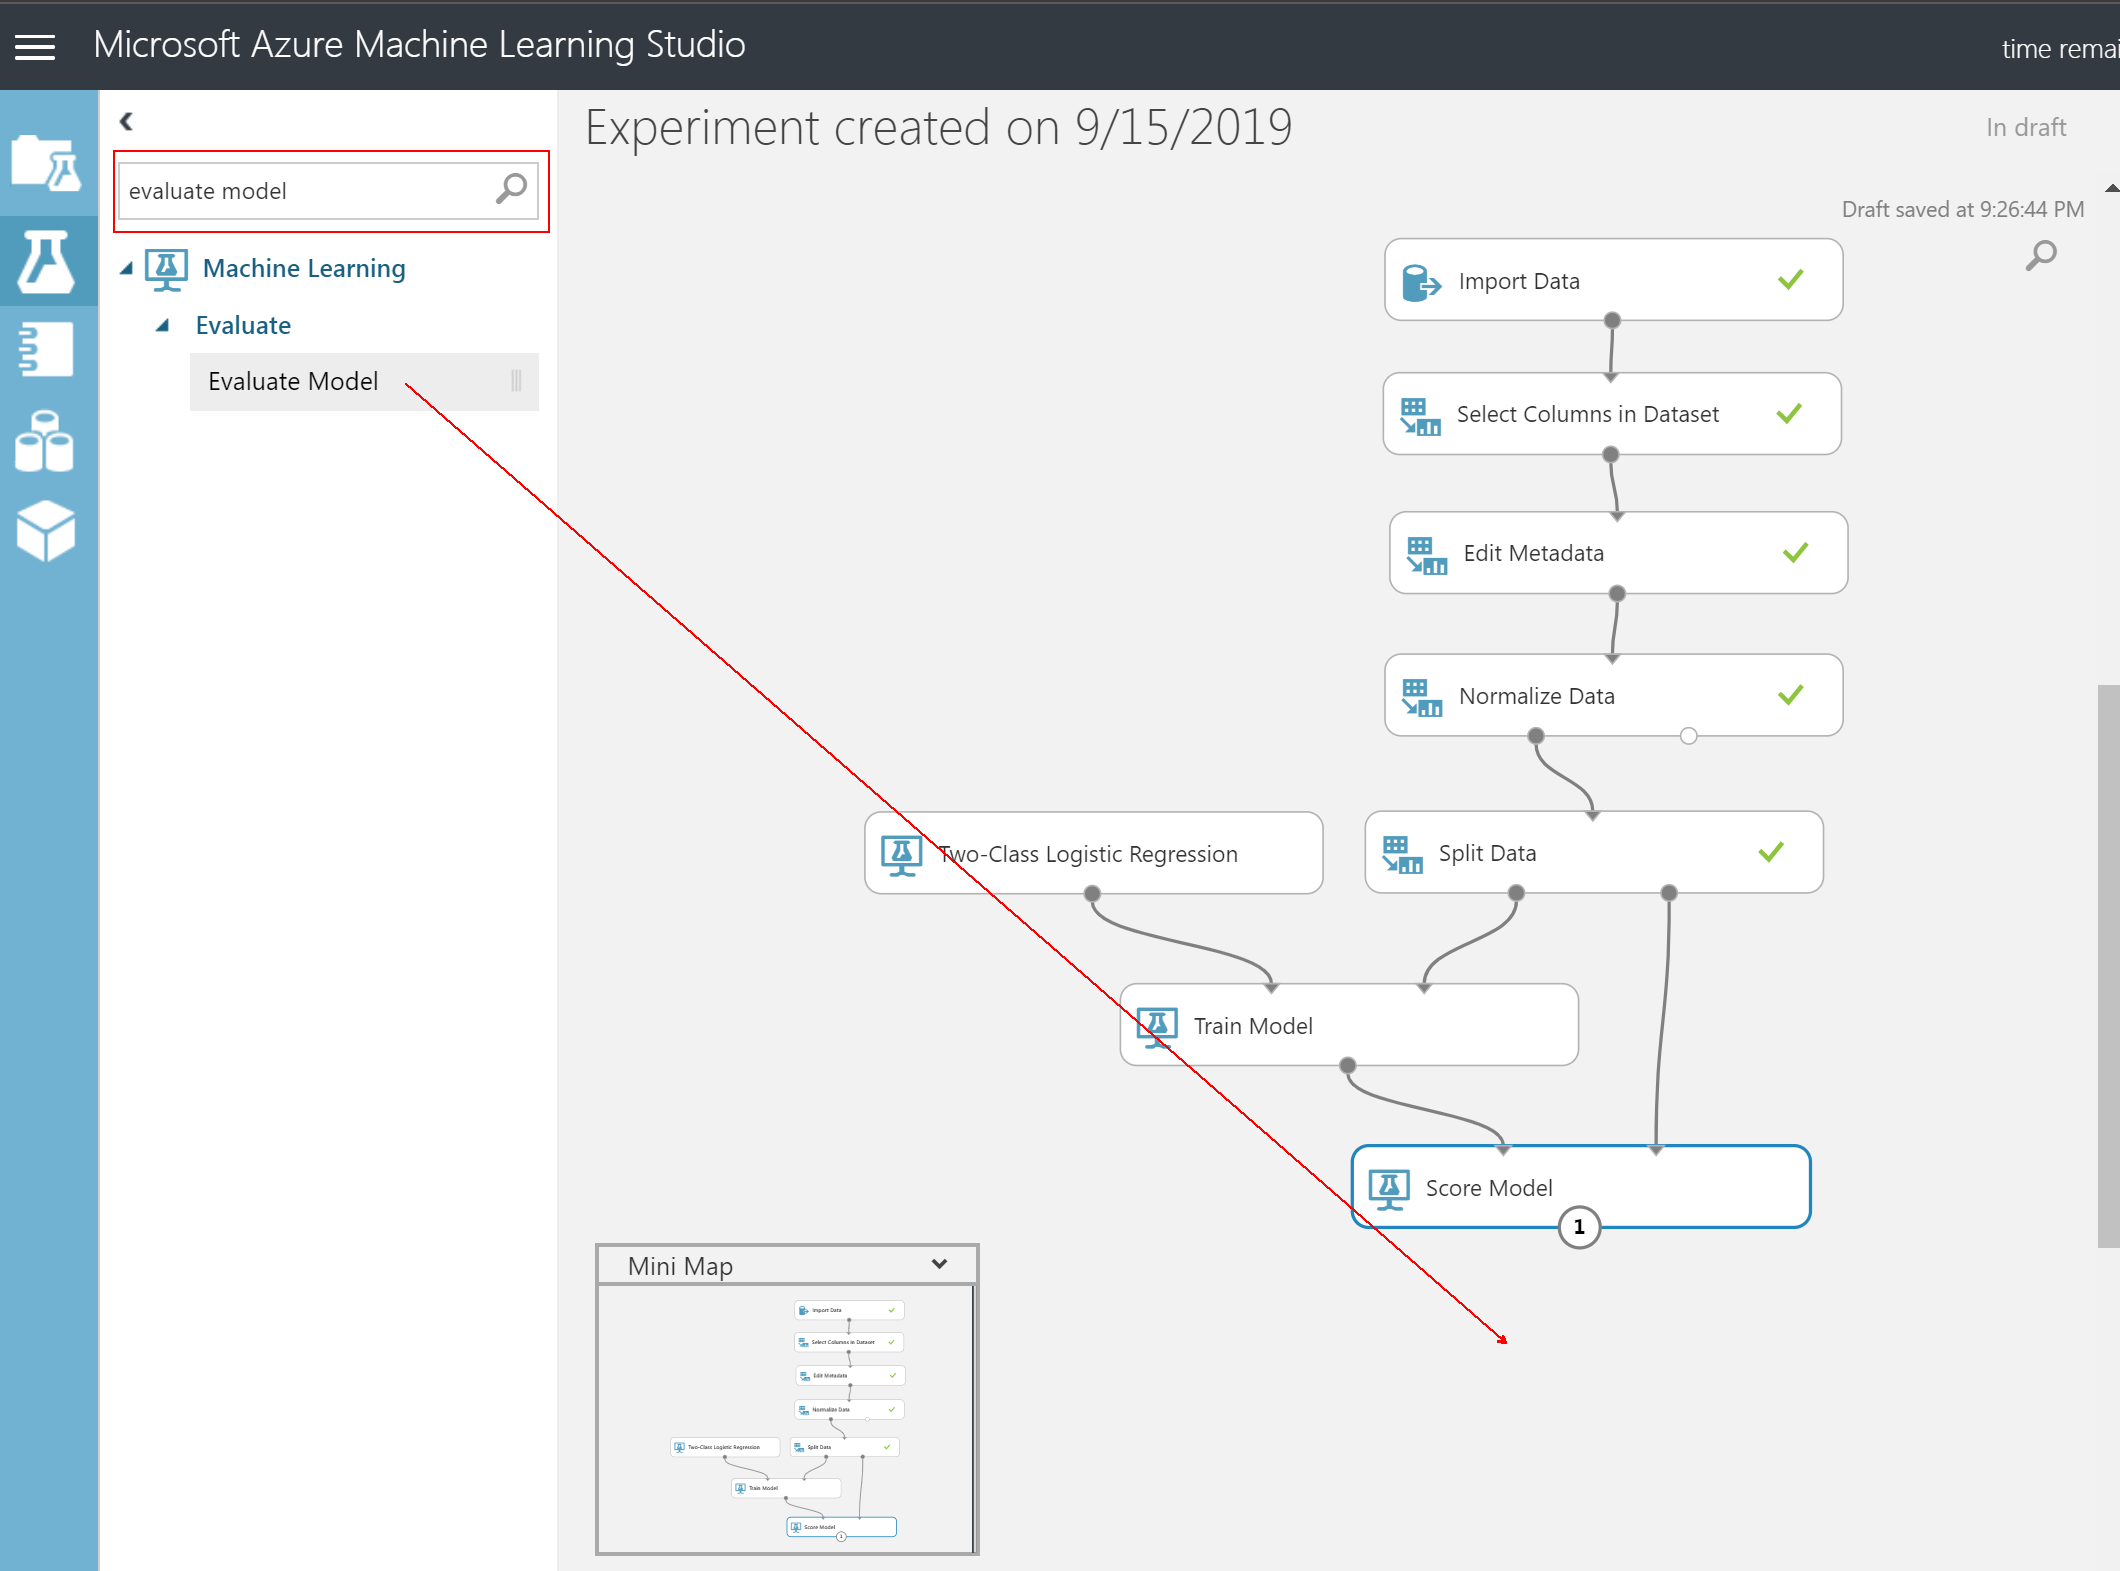 Microsoft Azure Machine Learning Studio
time remai
Experiment created on 9/15/2019
In draft
evaluate model
Draft saved at 9:26:44 PM
Machine Learning
Evaluate
Evaluate Model
Import Data
Select Columns in Dataset
Edit Metadata
Normalize Data
Two-Class Logistic Regression
Split Data
Train Model
Score Model
1
Mini Map
Import Data
Select Columns in Dataset
Edit Metadata
Normalize Data
Two-Class Logistic Regression
Split Data
Train Model
Score Model
1